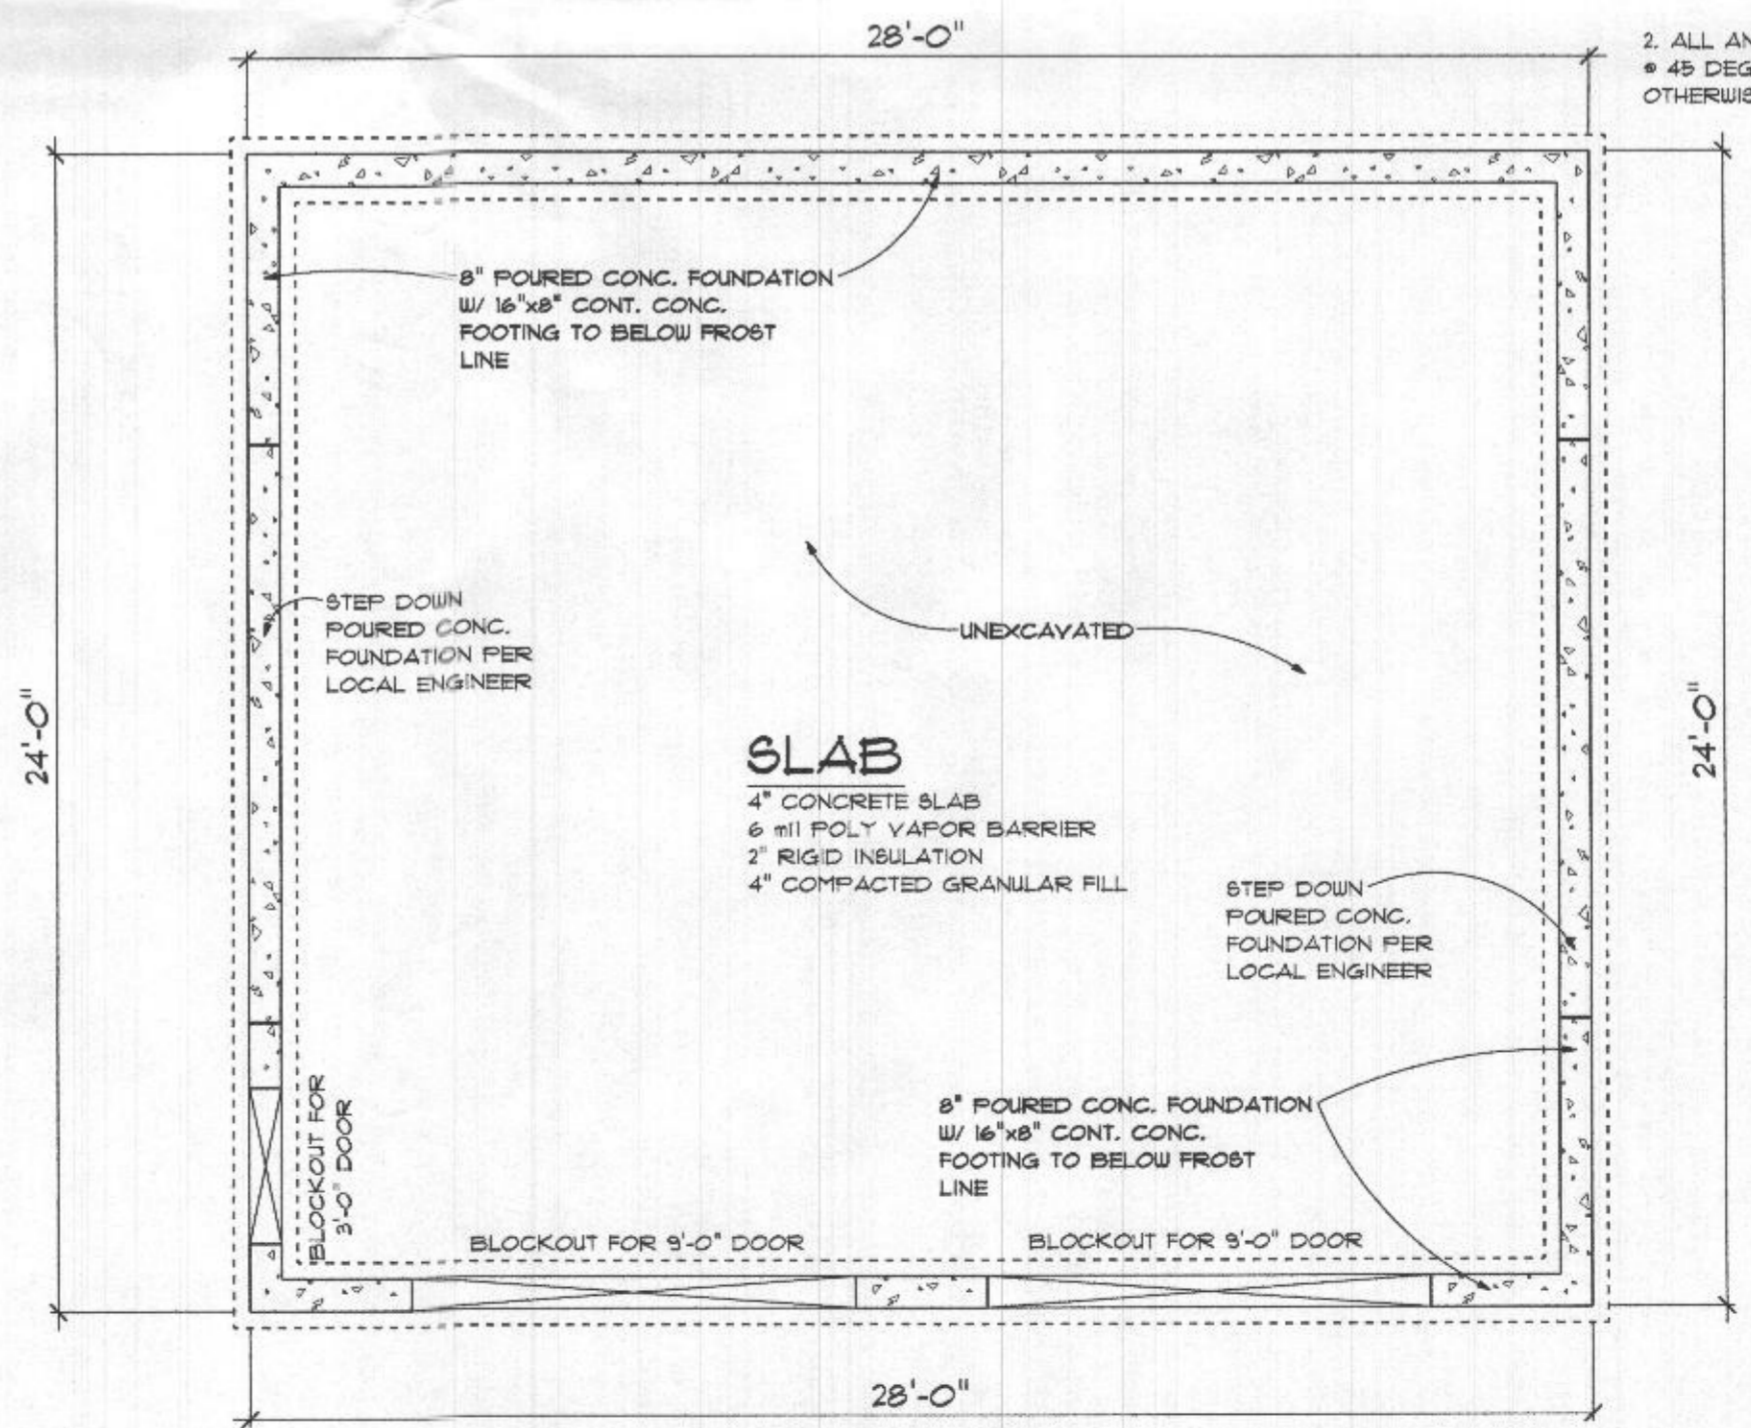 28'-0"
2. ALL AN
@ 45 DEG
OTHERWIS
8" POURED CONC. FOUNDATION
W/ 16"x8" CONT. CONC.
FOOTING TO BELOW FROST
LINE
STEP DOWN
POURED CONC.
FOUNDATION PER
LOCAL ENGINEER
UNEXCAVATED
24'-0"
24'-0"
SLAB
4" CONCRETE SLAB
6 mil POLY VAPOR BARRIER
2" RIGID INSULATION
4" COMPACTED GRANULAR FILL
STEP DOWN
POURED CONC.
FOUNDATION PER
LOCAL ENGINEER
8" POURED CONC. FOUNDATION
W/ 16"x8" CONT. CONC.
FOOTING TO BELOW FROST
LINE
BLOCKOUT FOR
3'-0" DOOR
BLOCKOUT FOR 9'-0" DOOR
BLOCKOUT FOR 9'-0" DOOR
28'-0"